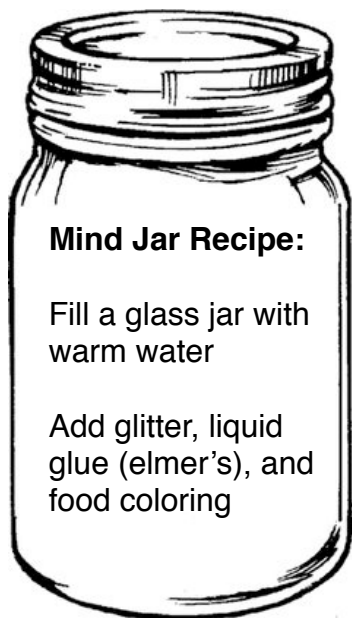 Mind Jar Recipe:
Fill a glass jar with
warm water
Add glitter, liquid
glue (elmer's), and
food coloring